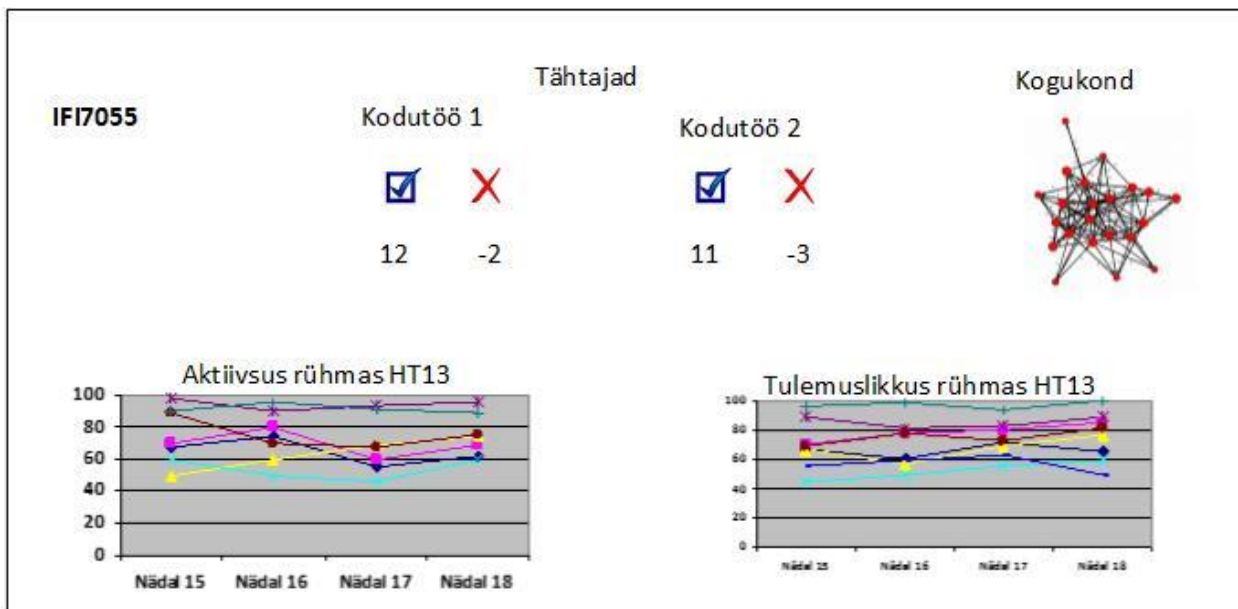 Tähtajad
Kogukond
IFI7055
Kodutöö 1
Kodutöö 2
12 -2 11 -3
Aktiivsus rühmas HT13
100
80
60
40
20
0
Nädal 15 Nädal 16 Nädal 17 Nädal 18
Tulemuslikkus rühmas HT13
100
80
60
40
20
0
Nädal 15 Nädal 16 Nädal 17 Nädal 18